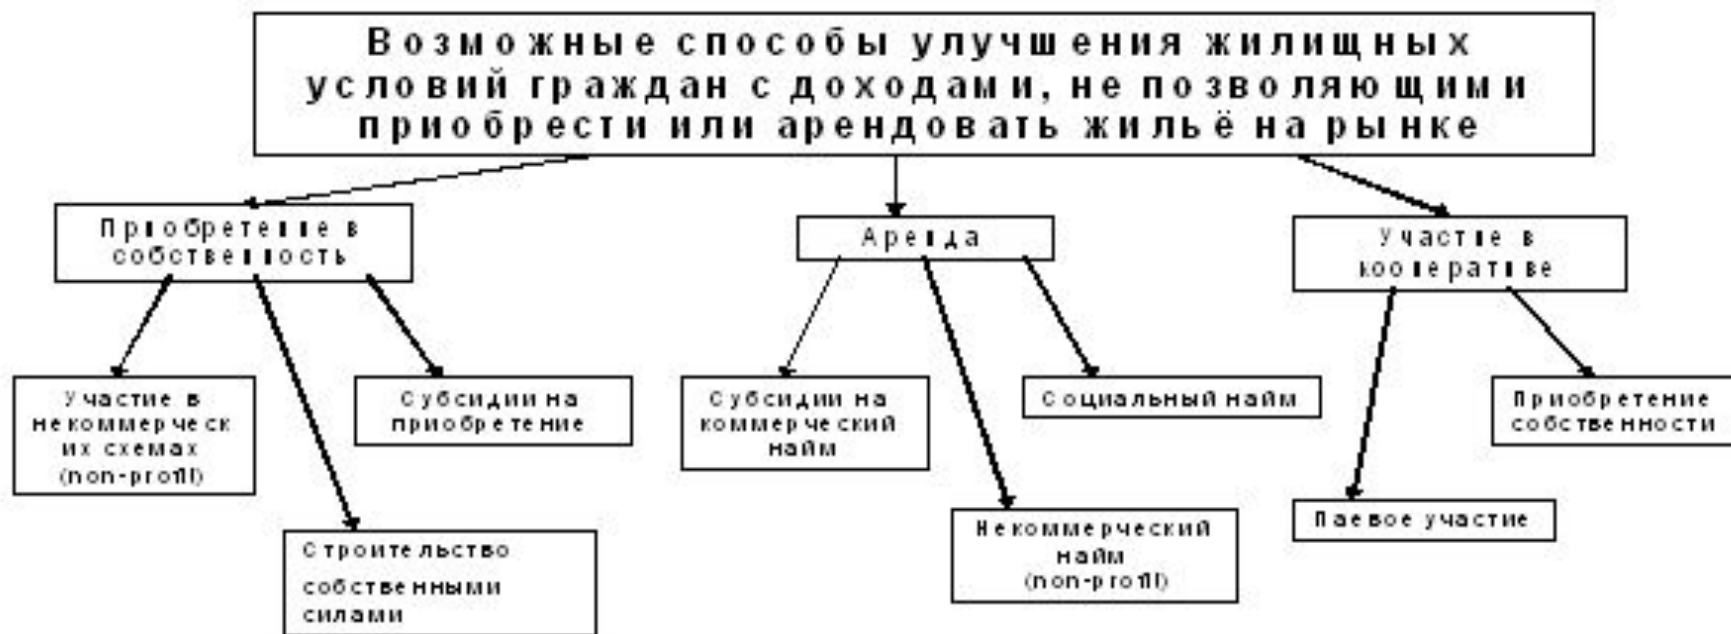 Возможные способы улучшения жилищных
условий граждан с доходами, не позволяющими
приобрести или арендовать жильё на рынке
Приобретение в
собственность
Аренда
Участие в
кооперативе
Участие в
некоммерческ
их схемах
(non-profit)
Субсидии на
приобретение
Строительство
собственными
силами
Субсидии на
коммерческий
найм
Социальный найм
Некоммерческий
найм
(non-profit)
Приобретение
собственности
Паевое участие